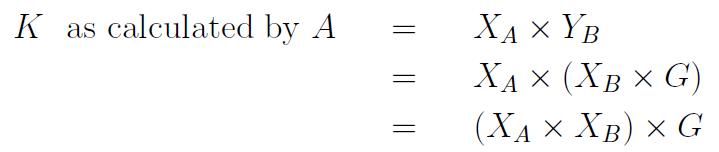 K as calculated by A = X_A × Y_B
= X_A × (X_B × G)
= (X_A × X_B) × G